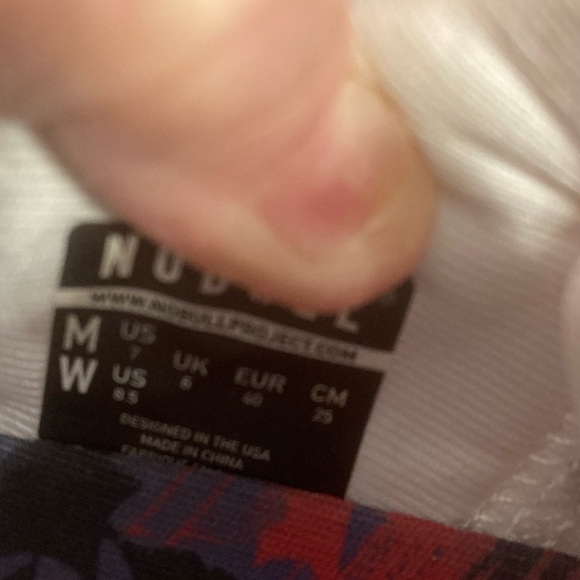 NOBULL
WWW.NOBULLPROJECT.COM
M US 7
W US 8.5
UK 6
EUR 40
CM 25
DESIGNED IN THE USA
MADE IN CHINA